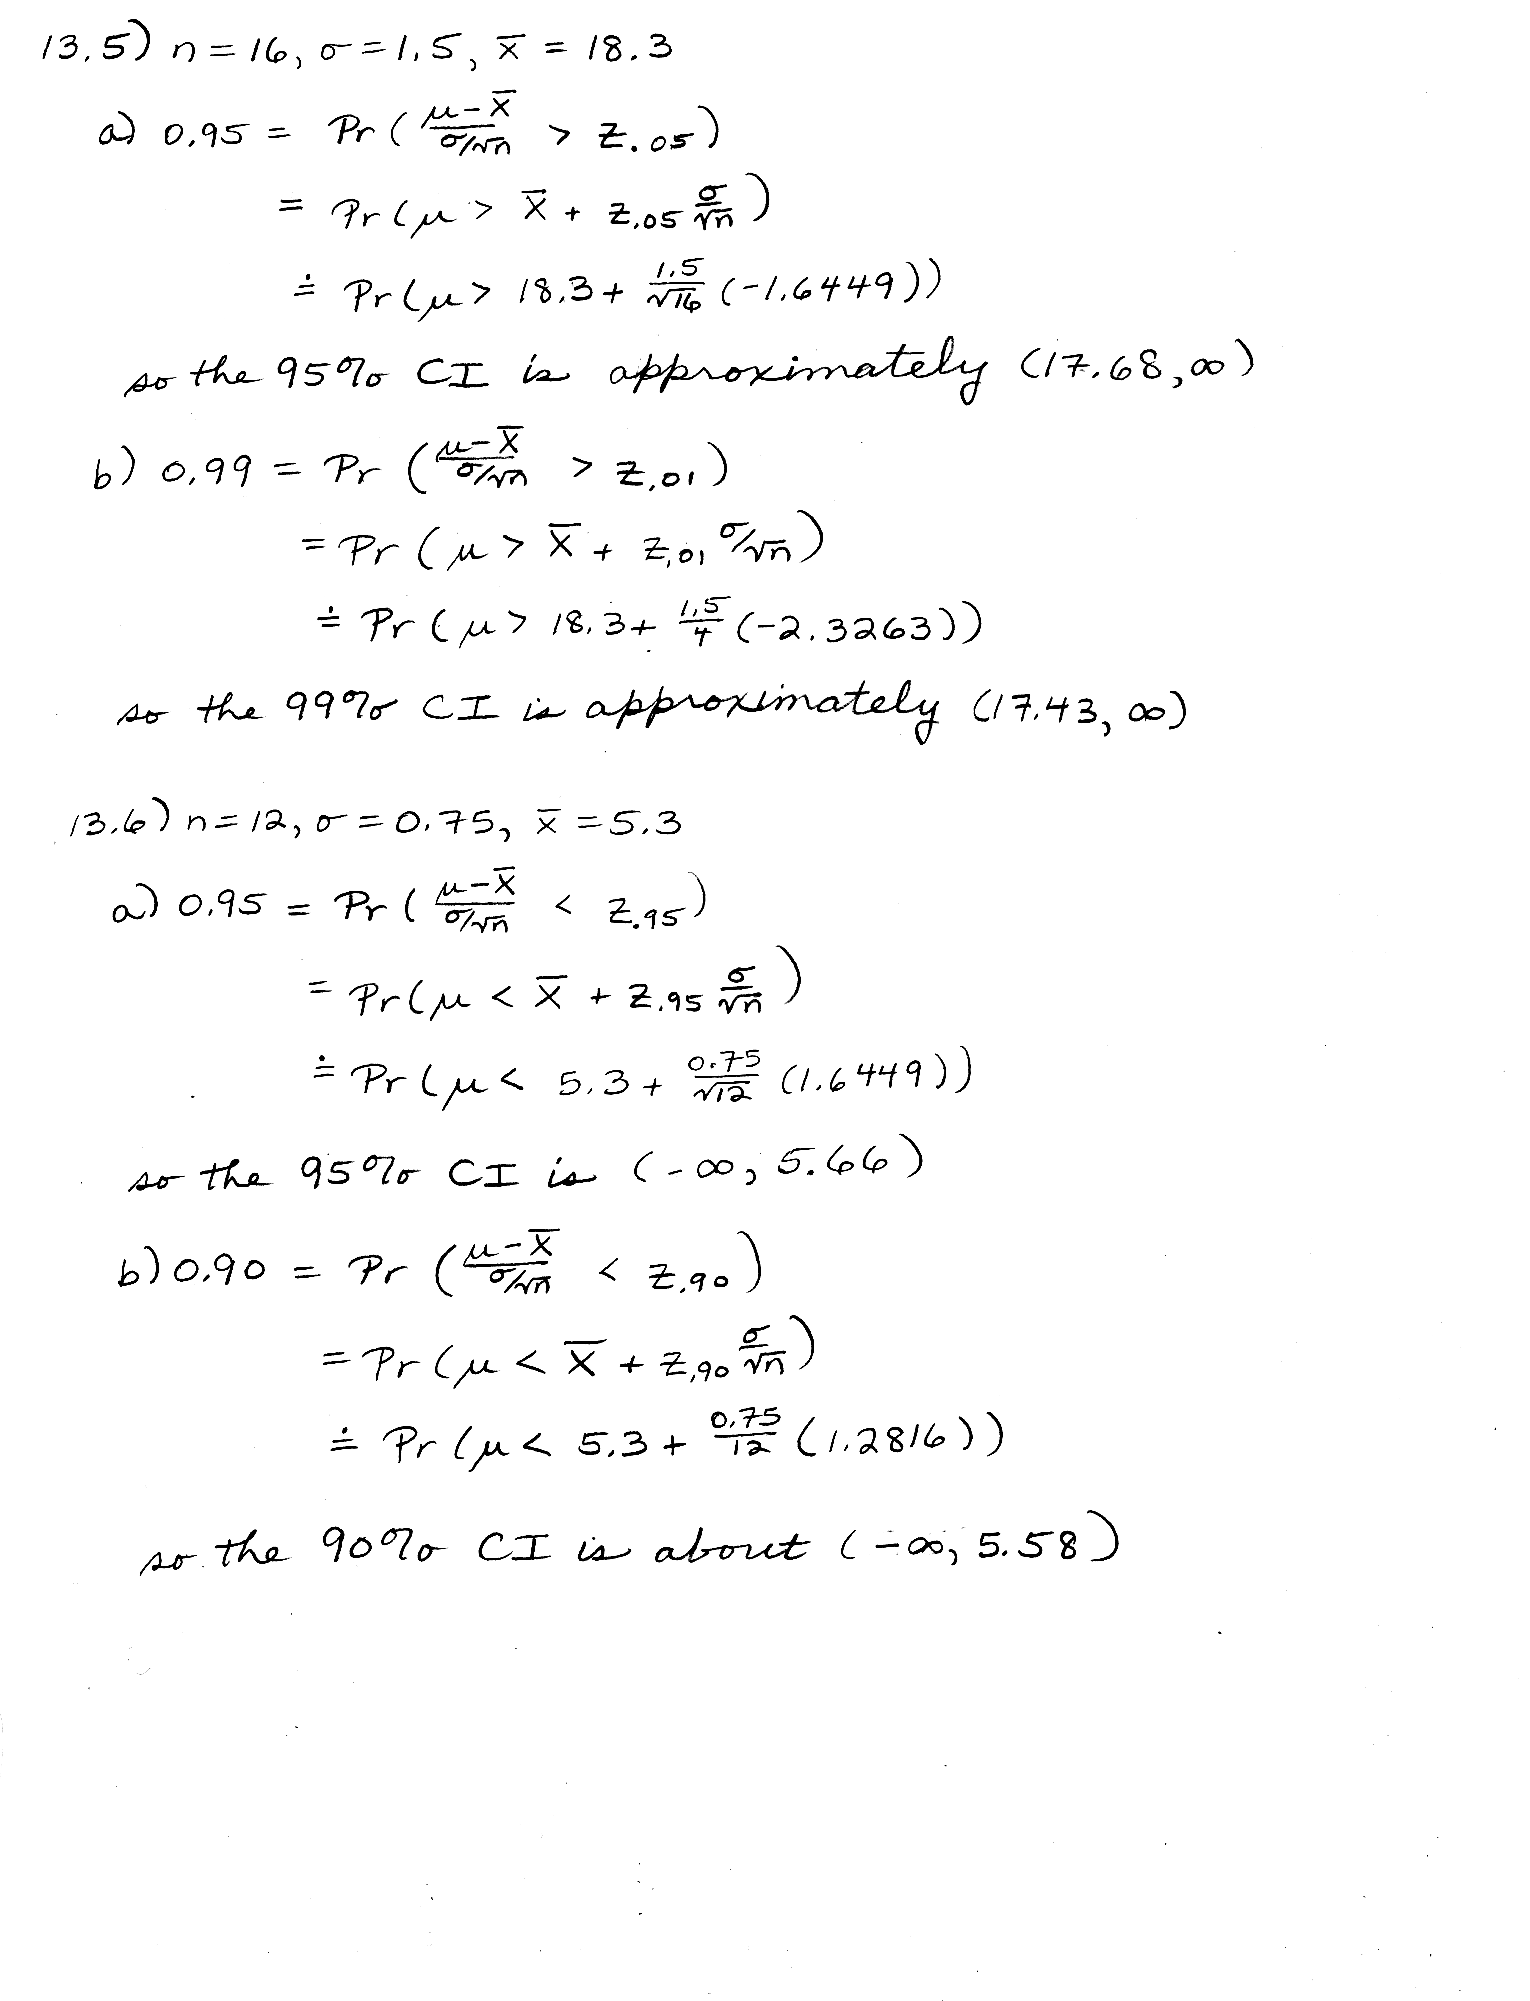 13.5) n = 16, σ = 1.5, x̄ = 18.3
a) 0.95 = Pr( (μ - X̄)/(σ/√n) > z.05 )
= Pr( μ > X̄ + z.05 σ/√n )
≐ Pr( μ > 18.3 + 1.5/√16 (-1.6449))
so the 95% CI is approximately (17.68, ∞)
b) 0.99 = Pr ( (μ - X̄)/(σ/√n) > z.01 )
= Pr ( μ > X̄ + z.01 σ/√n )
≐ Pr ( μ > 18.3 + 1.5/4 (-2.3263))
so the 99% CI is approximately (17.43, ∞)
13.6) n = 12, σ = 0.75, x̄ = 5.3
a) 0.95 = Pr ( (μ - X̄)/(σ/√n) < z.95 )
= Pr( μ < X̄ + z.95 σ/√n )
≐ Pr( μ < 5.3 + 0.75/√12 (1.6449))
so the 95% CI is (-∞, 5.66)
b) 0.90 = Pr ( (μ - X̄)/(σ/√n) < z.90 )
= Pr ( μ < X̄ + z.90 σ/√n )
≐ Pr ( μ < 5.3 + 0.75/12 (1.2816))
so the 90% CI is about (-∞, 5.58)